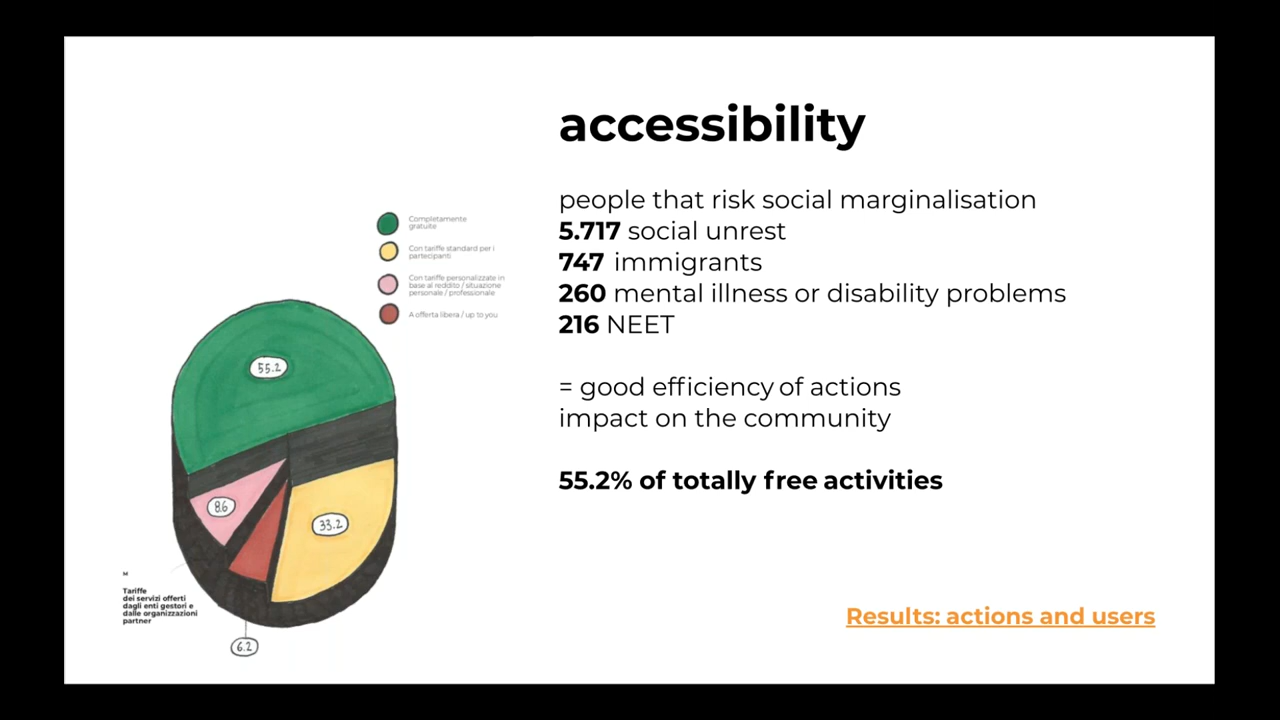 accessibility
people that risk social marginalisation
5.717 social unrest
747 immigrants
260 mental illness or disability problems
216 NEET
= good efficiency of actions
impact on the community
55.2% of totally free activities
Results: actions and users
Completamente
gratuite
Con tariffe standard per i
partecipanti
Con tariffe personalizzate in
base al reddito / situazione
personale / professionale
A offerta libera / up to you
55.2
8.6
33.2
6.2
M
Tariffe
dei servizi offerti
dagli enti gestori e
dalle organizzazioni
partner